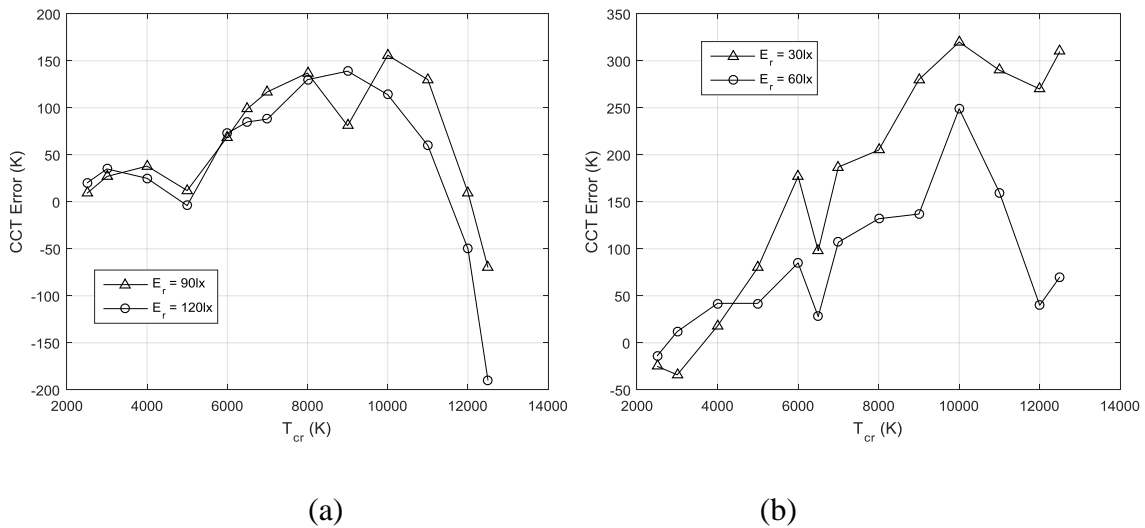 200
150
100
50
0
-50
-100
-150
-200
CCT Error (K)
E_r = 90lx
E_r = 120lx
2000 4000 6000 8000 10000 12000 14000
T_cr (K)
(a)
350
300
250
200
150
100
50
0
-50
CCT Error (K)
E_r = 30lx
E_r = 60lx
2000 4000 6000 8000 10000 12000 14000
T_cr (K)
(b)